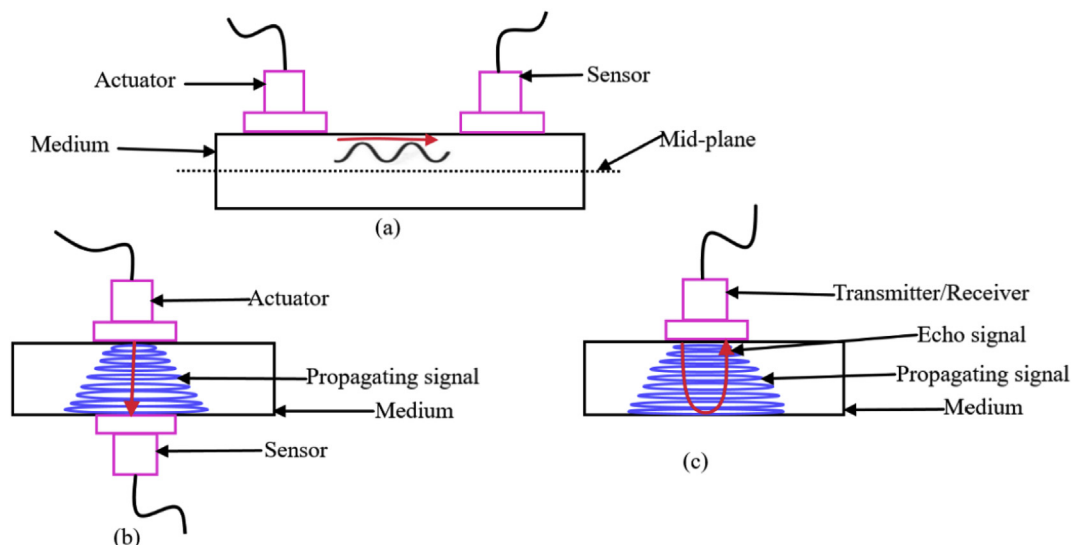 Actuator
Sensor
Medium
Mid-plane
(a)
Actuator
Propagating signal
Medium
Sensor
(b)
Transmitter/Receiver
Echo signal
Propagating signal
Medium
(c)